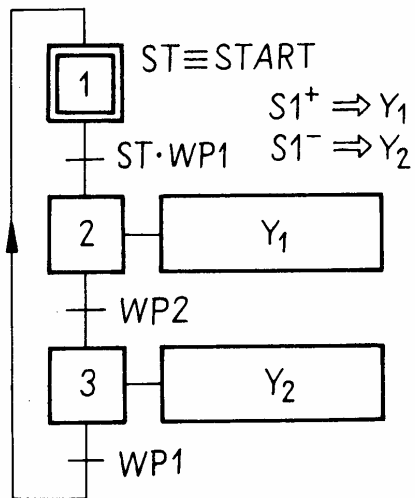 1 ST≡START
S1⁺ ⇒ Y₁
S1⁻ ⇒ Y₂
ST·WP1
2 Y₁
WP2
3 Y₂
WP1